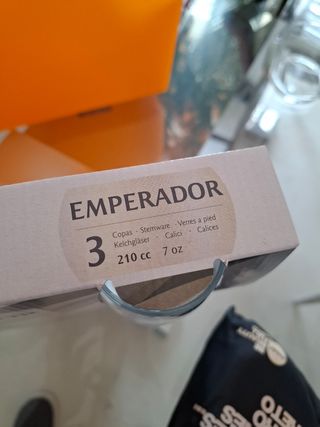 EMPERADOR
3
Copas · Stemware · Verres a pied
Kelchgläser · Calici · Calices
210 cc 7 oz